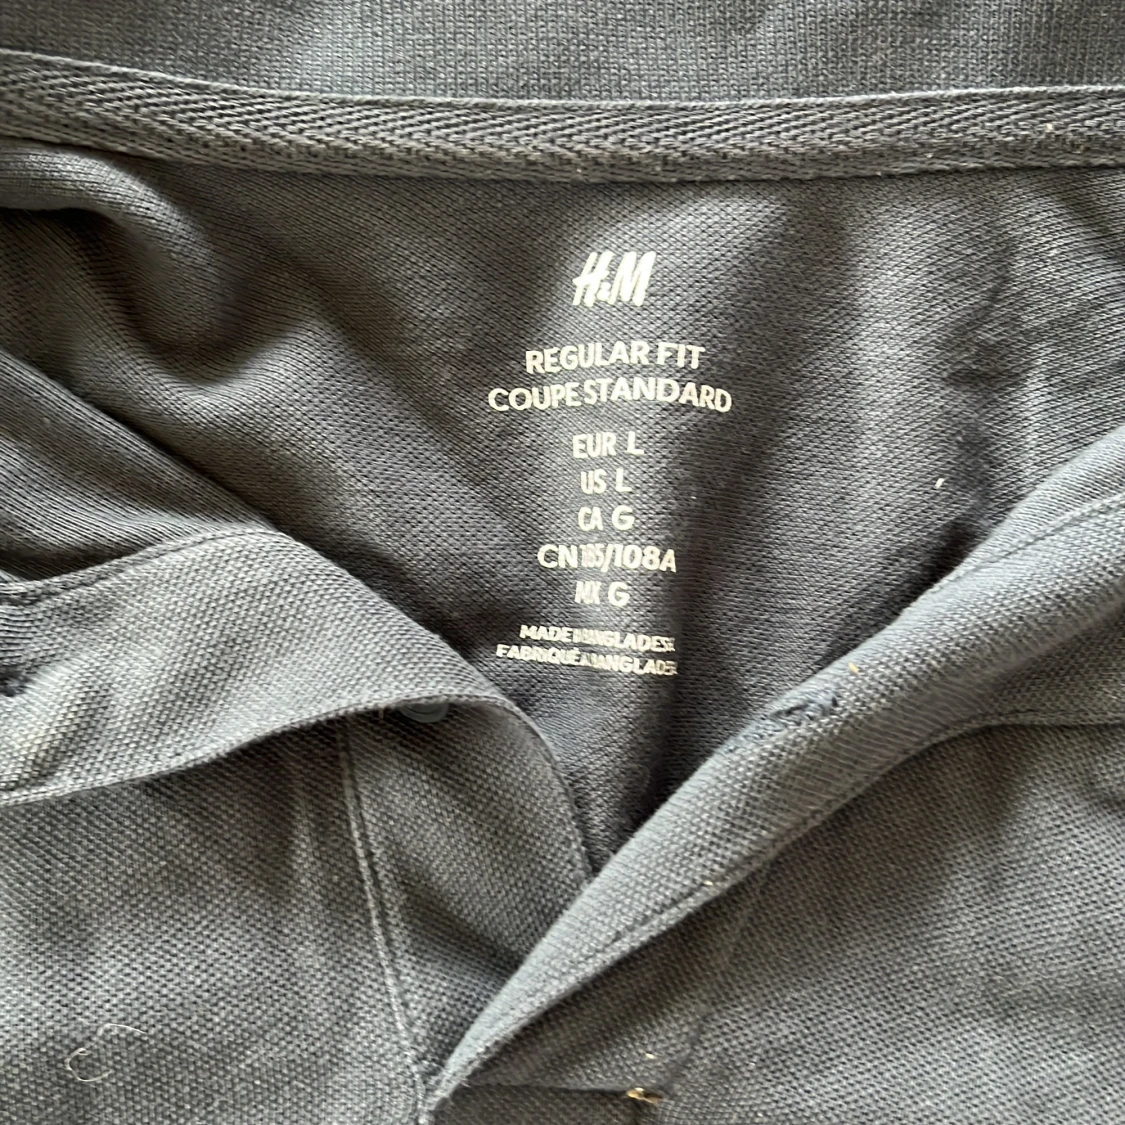 H&M
REGULAR FIT
COUPE STANDARD
EUR L
US L
CA G
CN 185/108A
MX G
MADE
FABRIQUÉ